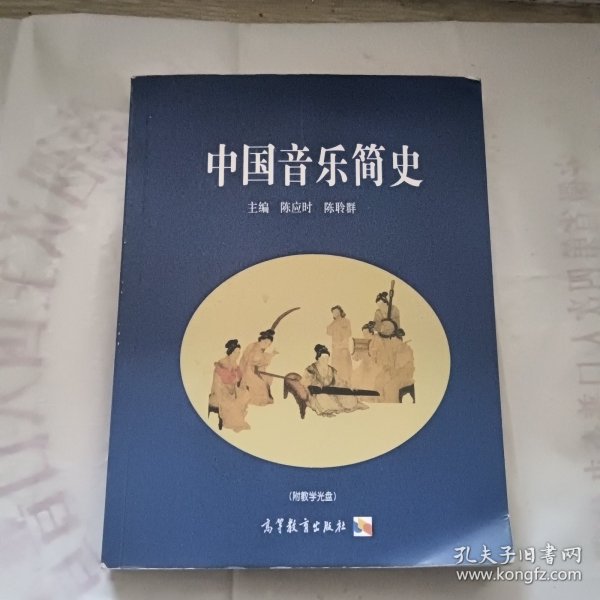 中国音乐简史
主编 陈应时 陈聆群
(附教学光盘)
高等教育出版社
孔夫子旧书网
www.kongfz.com